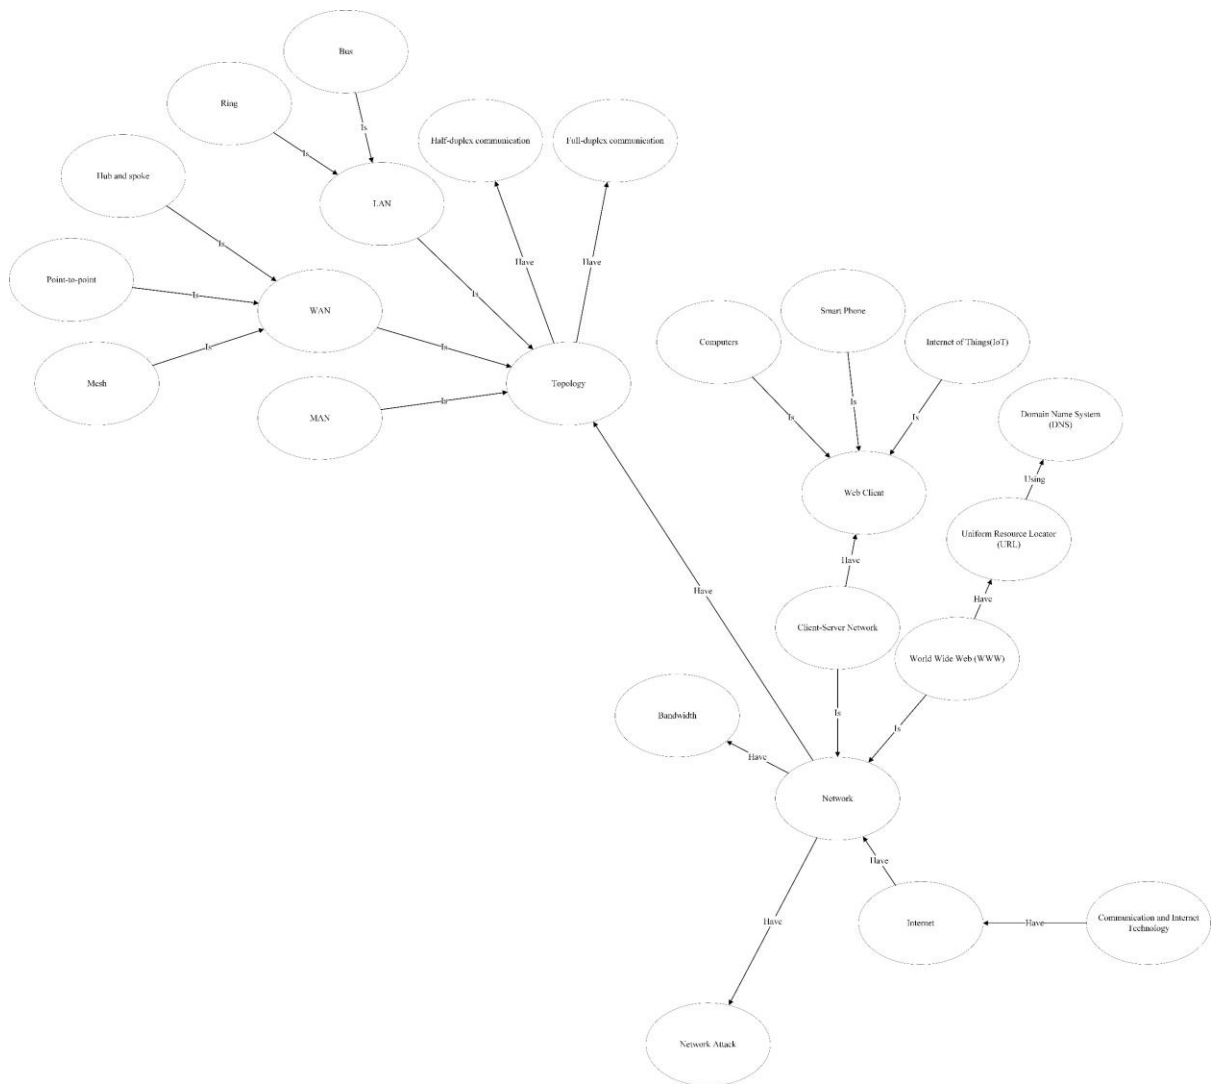 Bus
Is
Ring
Is
Half-duplex communication
Full-duplex communication
Hub and spoke
Is
LAN
Have
Have
Is
Point-to-point
Is
WAN
Is
Is
Mesh
MAN
Is
Topology
Smart Phone
Computers
Internet of Things(IoT)
Is
Is
Is
Domain Name System
(DNS)
Using
Web Client
Uniform Resource Locator
(URL)
Have
Have
Have
Client-Server Network
World Wide Web (WWW)
Bandwidth
Is
Is
Have
Network
Have
Have
Internet
Have
Communication and Internet
Technology
Network Attack